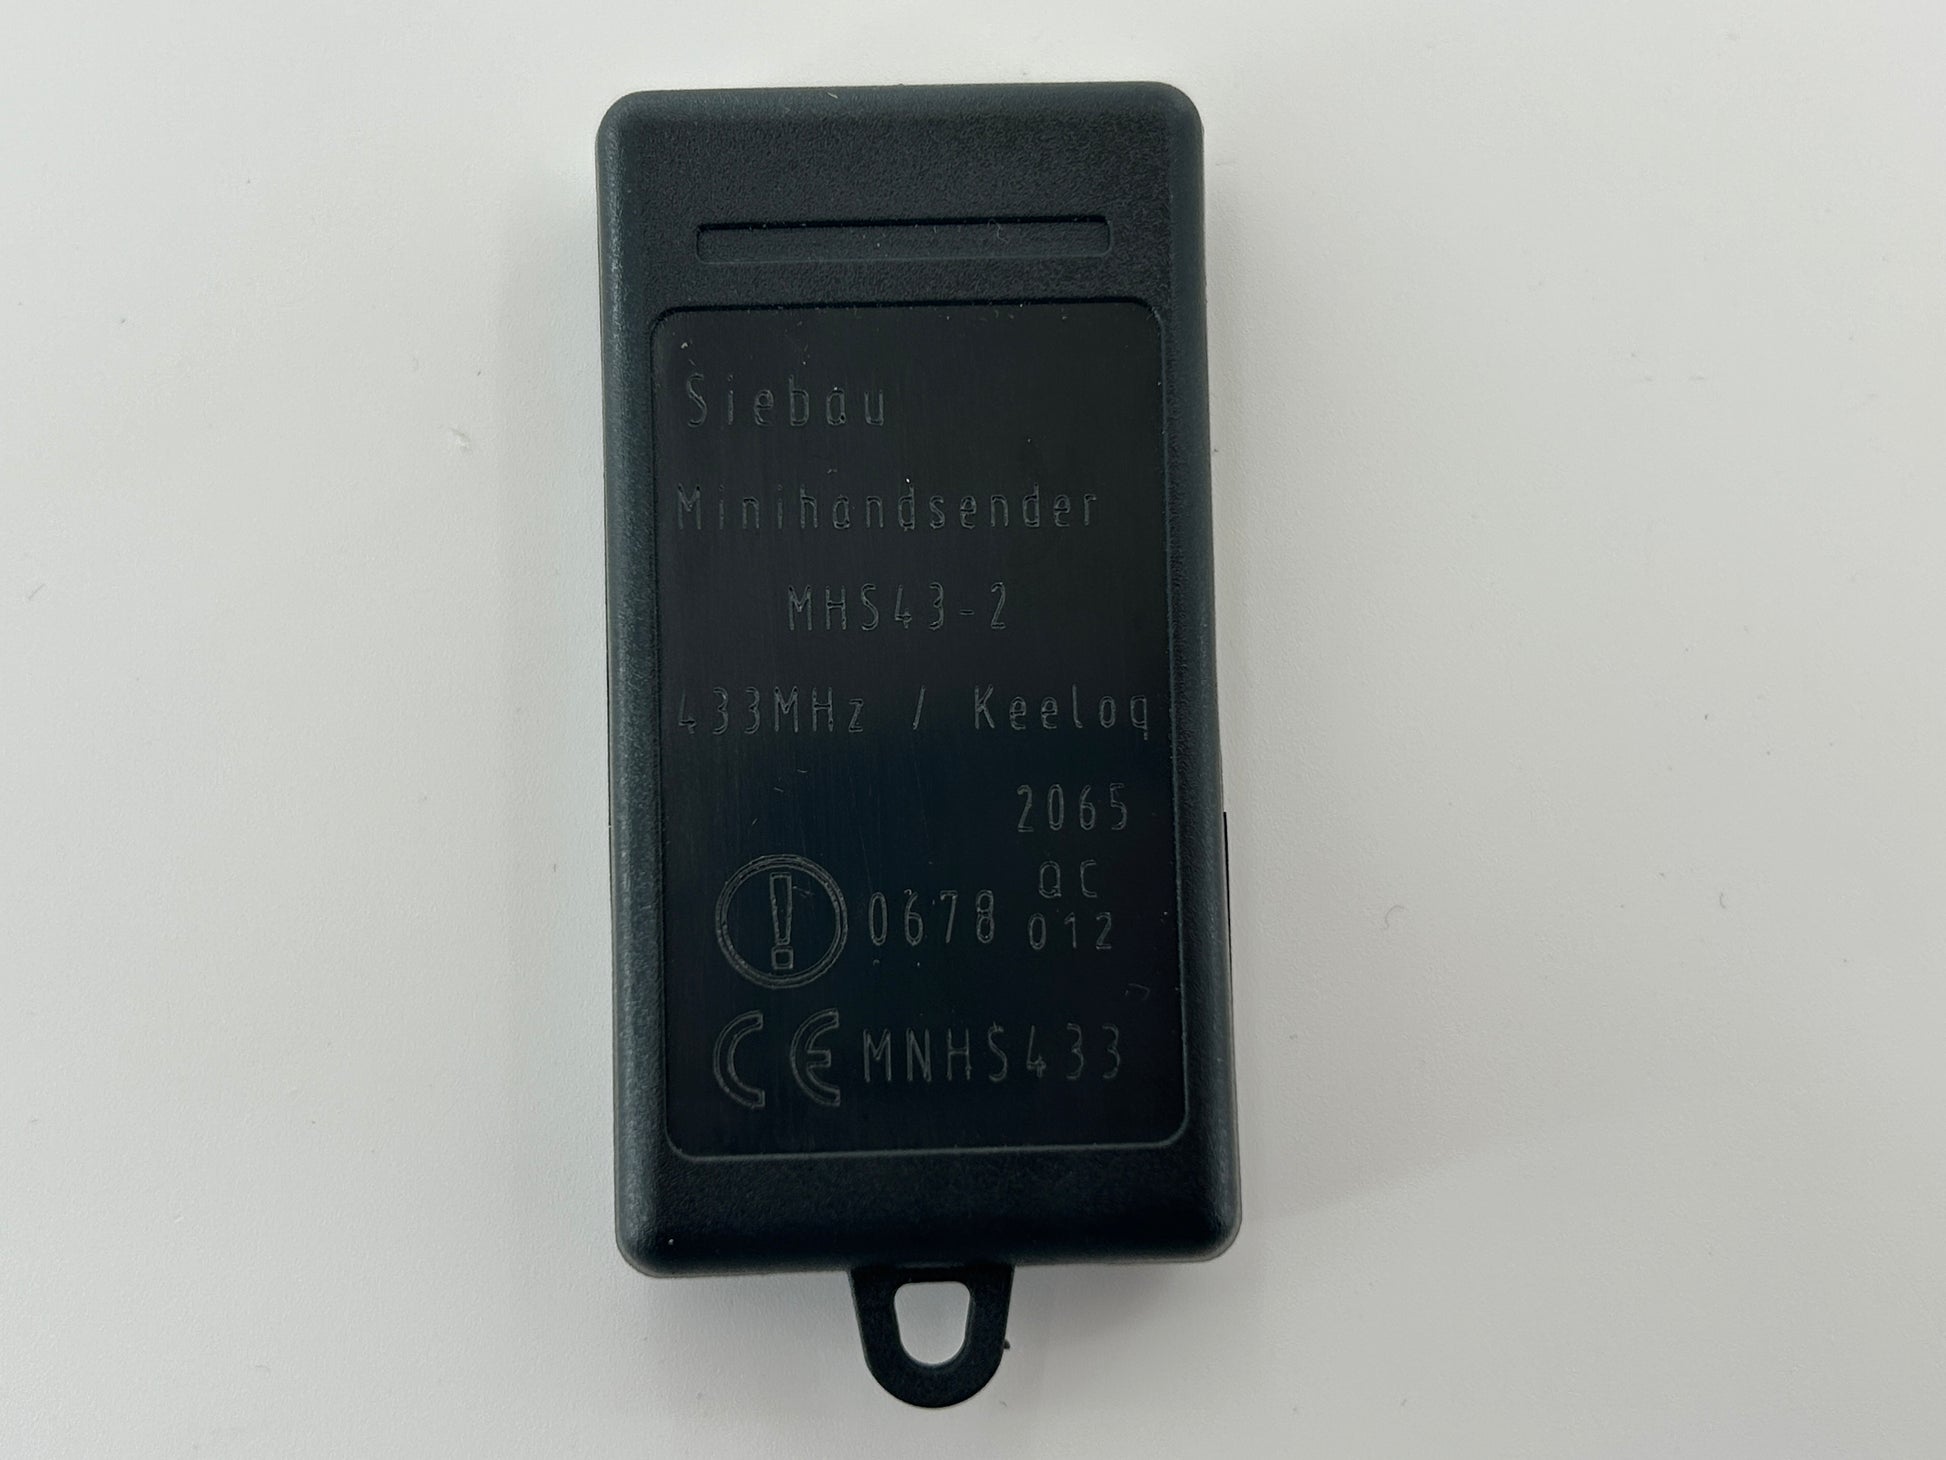 Siebau
Minihandsender
MHS43-2
433MHz / Keeloq
2065
QC
! 0678 012
CE MNHS433